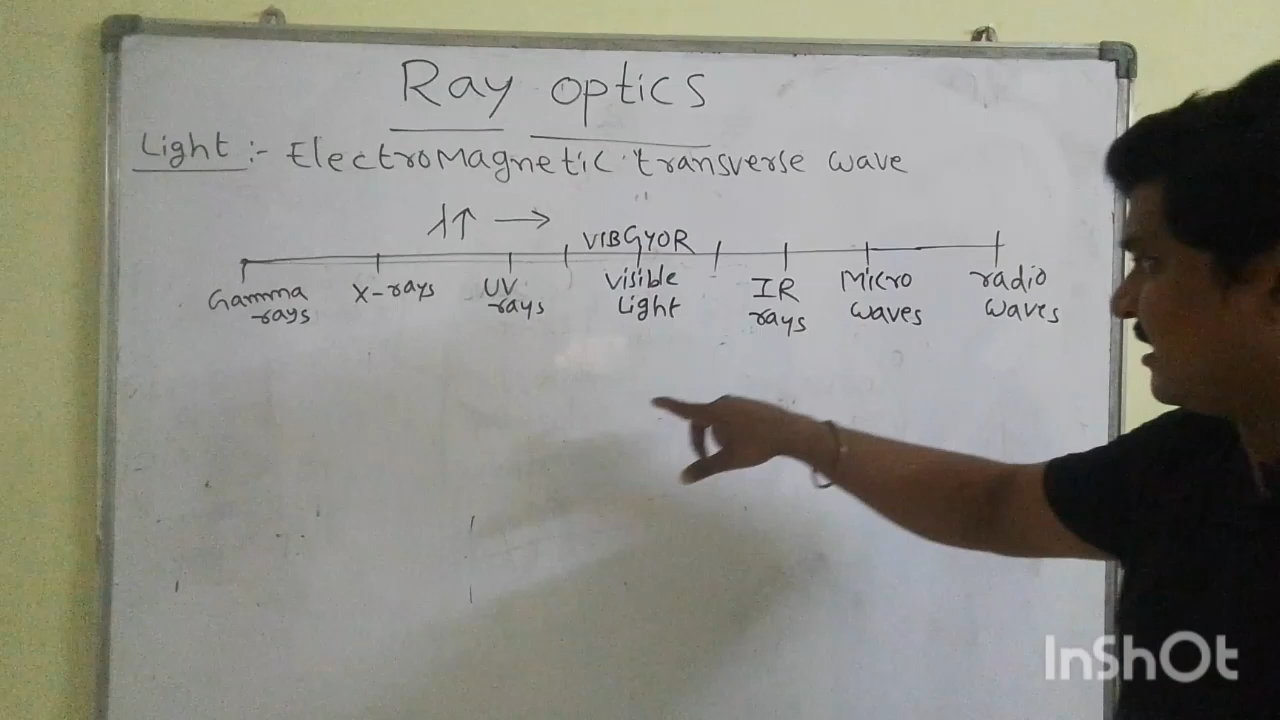 Ray optics
Light :- Electromagnetic transverse wave
λ↑ →
VIBGYOR
Gamma rays
X-rays
UV rays
Visible Light
IR rays
Micro waves
radio waves
InShOt